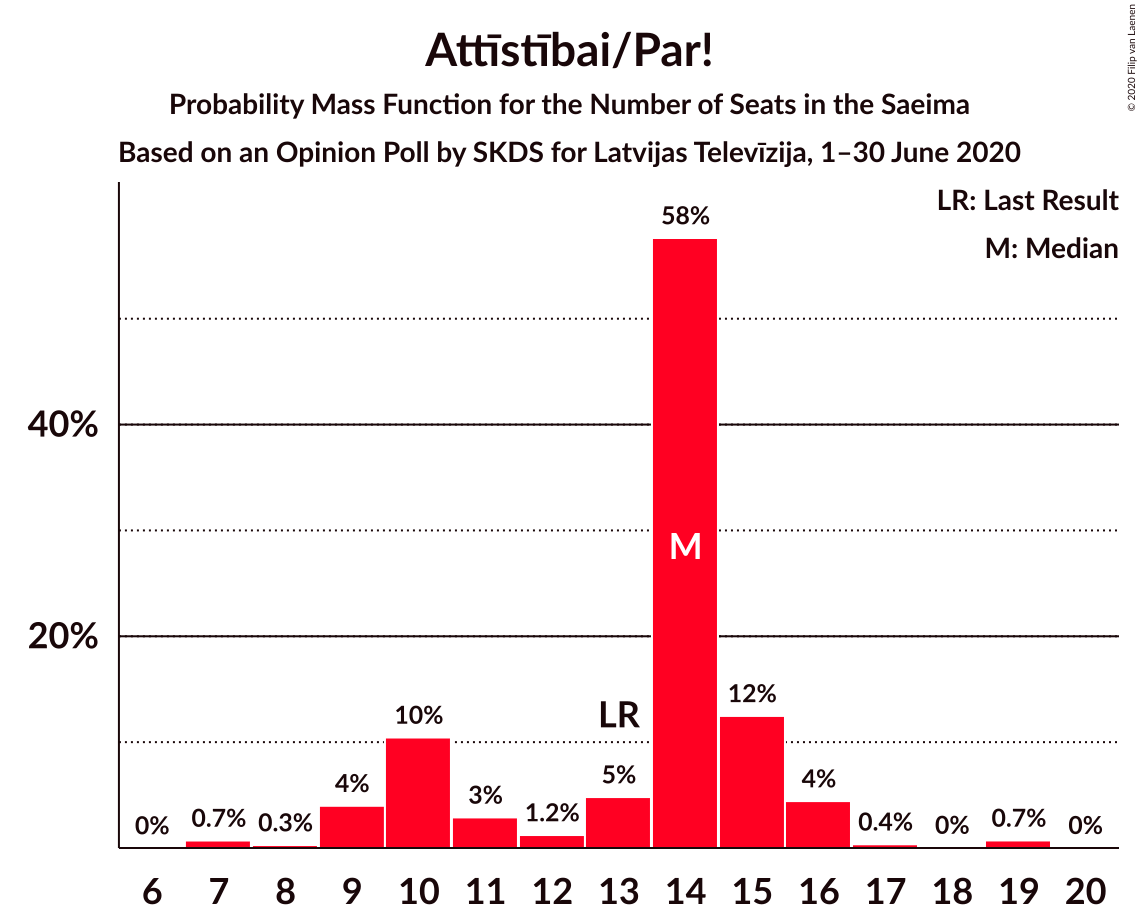 Attīstībai/Par!
Probability Mass Function for the Number of Seats in the Saeima
Based on an Opinion Poll by SKDS for Latvijas Televīzija, 1–30 June 2020
© 2020 Filip van Laenen
LR: Last Result
M: Median
58%
40%
M
20%
12%
LR
10%
5%
4%
4%
3%
1.2%
0% 0.7% 0.3% 0.4% 0% 0.7% 0%
6 7 8 9 10 11 12 13 14 15 16 17 18 19 20